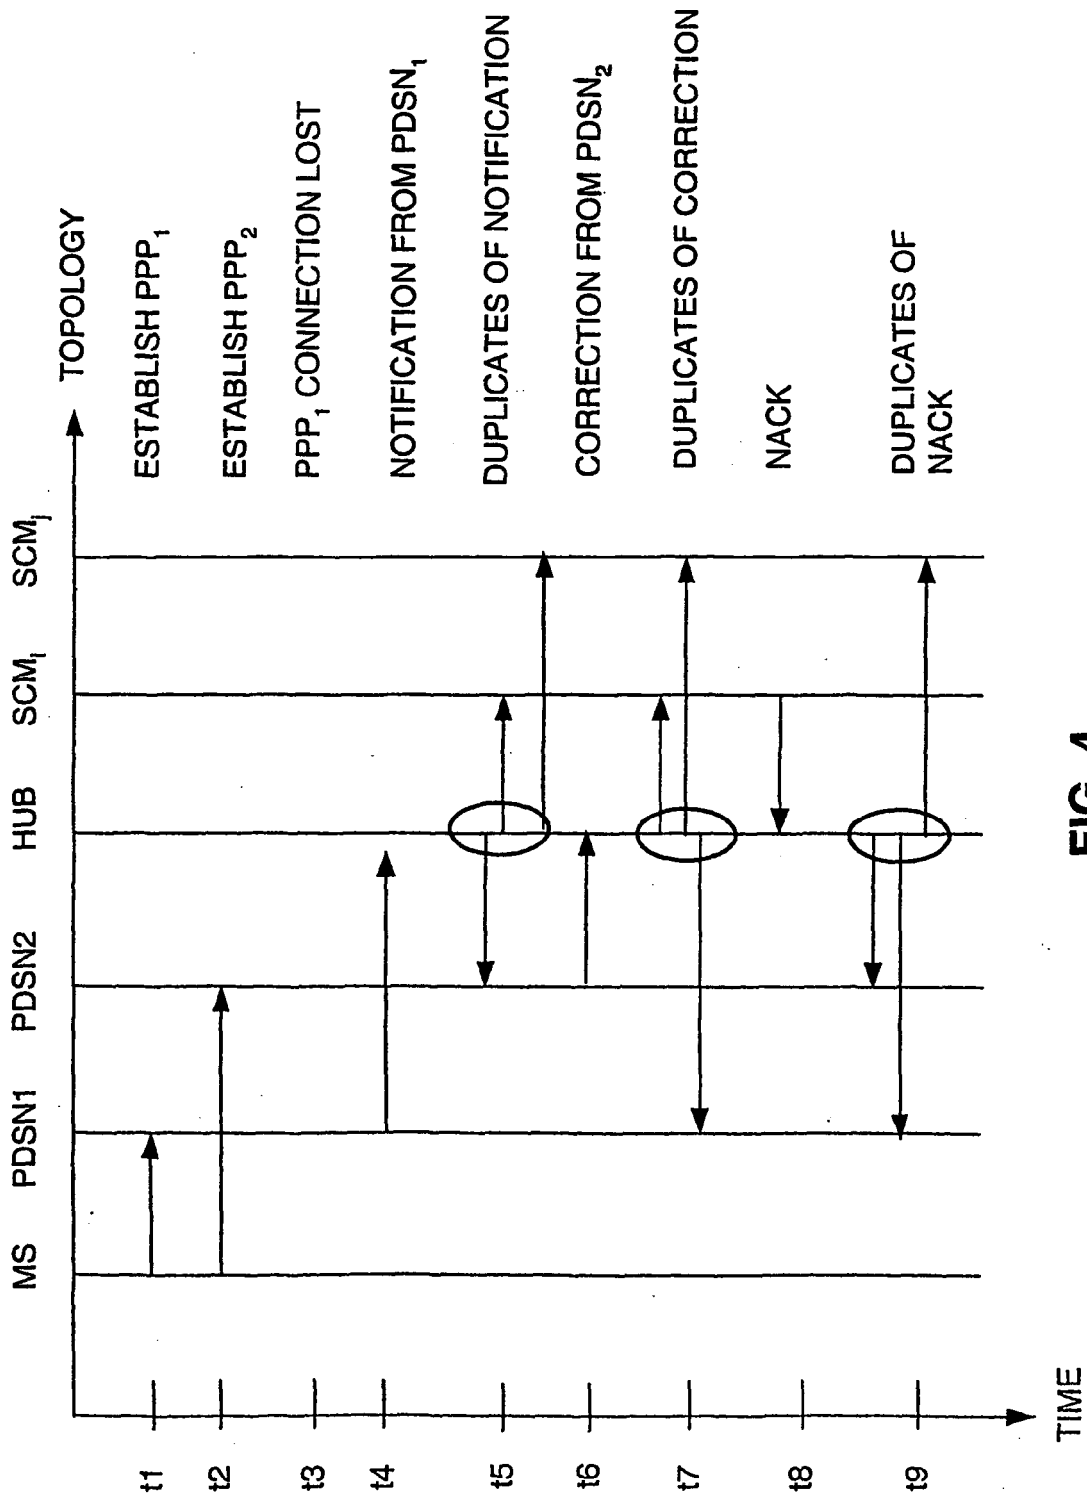 MS PDSN1 PDSN2 HUB SCMi SCMj
TOPOLOGY
t1 ESTABLISH PPP1
t2 ESTABLISH PPP2
t3 PPP1 CONNECTION LOST
t4 NOTIFICATION FROM PDSN1
t5 DUPLICATES OF NOTIFICATION
t6 CORRECTION FROM PDSN2
t7 DUPLICATES OF CORRECTION
t8 NACK
t9 DUPLICATES OF
NACK
TIME
FIG. 4